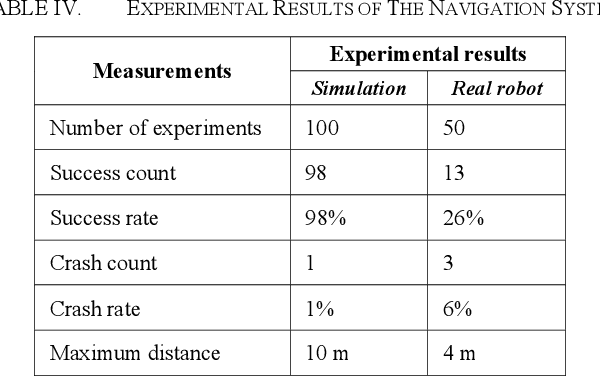 ABLE IV. EXPERIMENTAL RESULTS OF THE NAVIGATION SYSTE
Experimental results
Measurements
Simulation Real robot
Number of experiments 100 50
Success count 98 13
Success rate 98% 26%
Crash count 1 3
Crash rate 1% 6%
Maximum distance 10 m 4 m